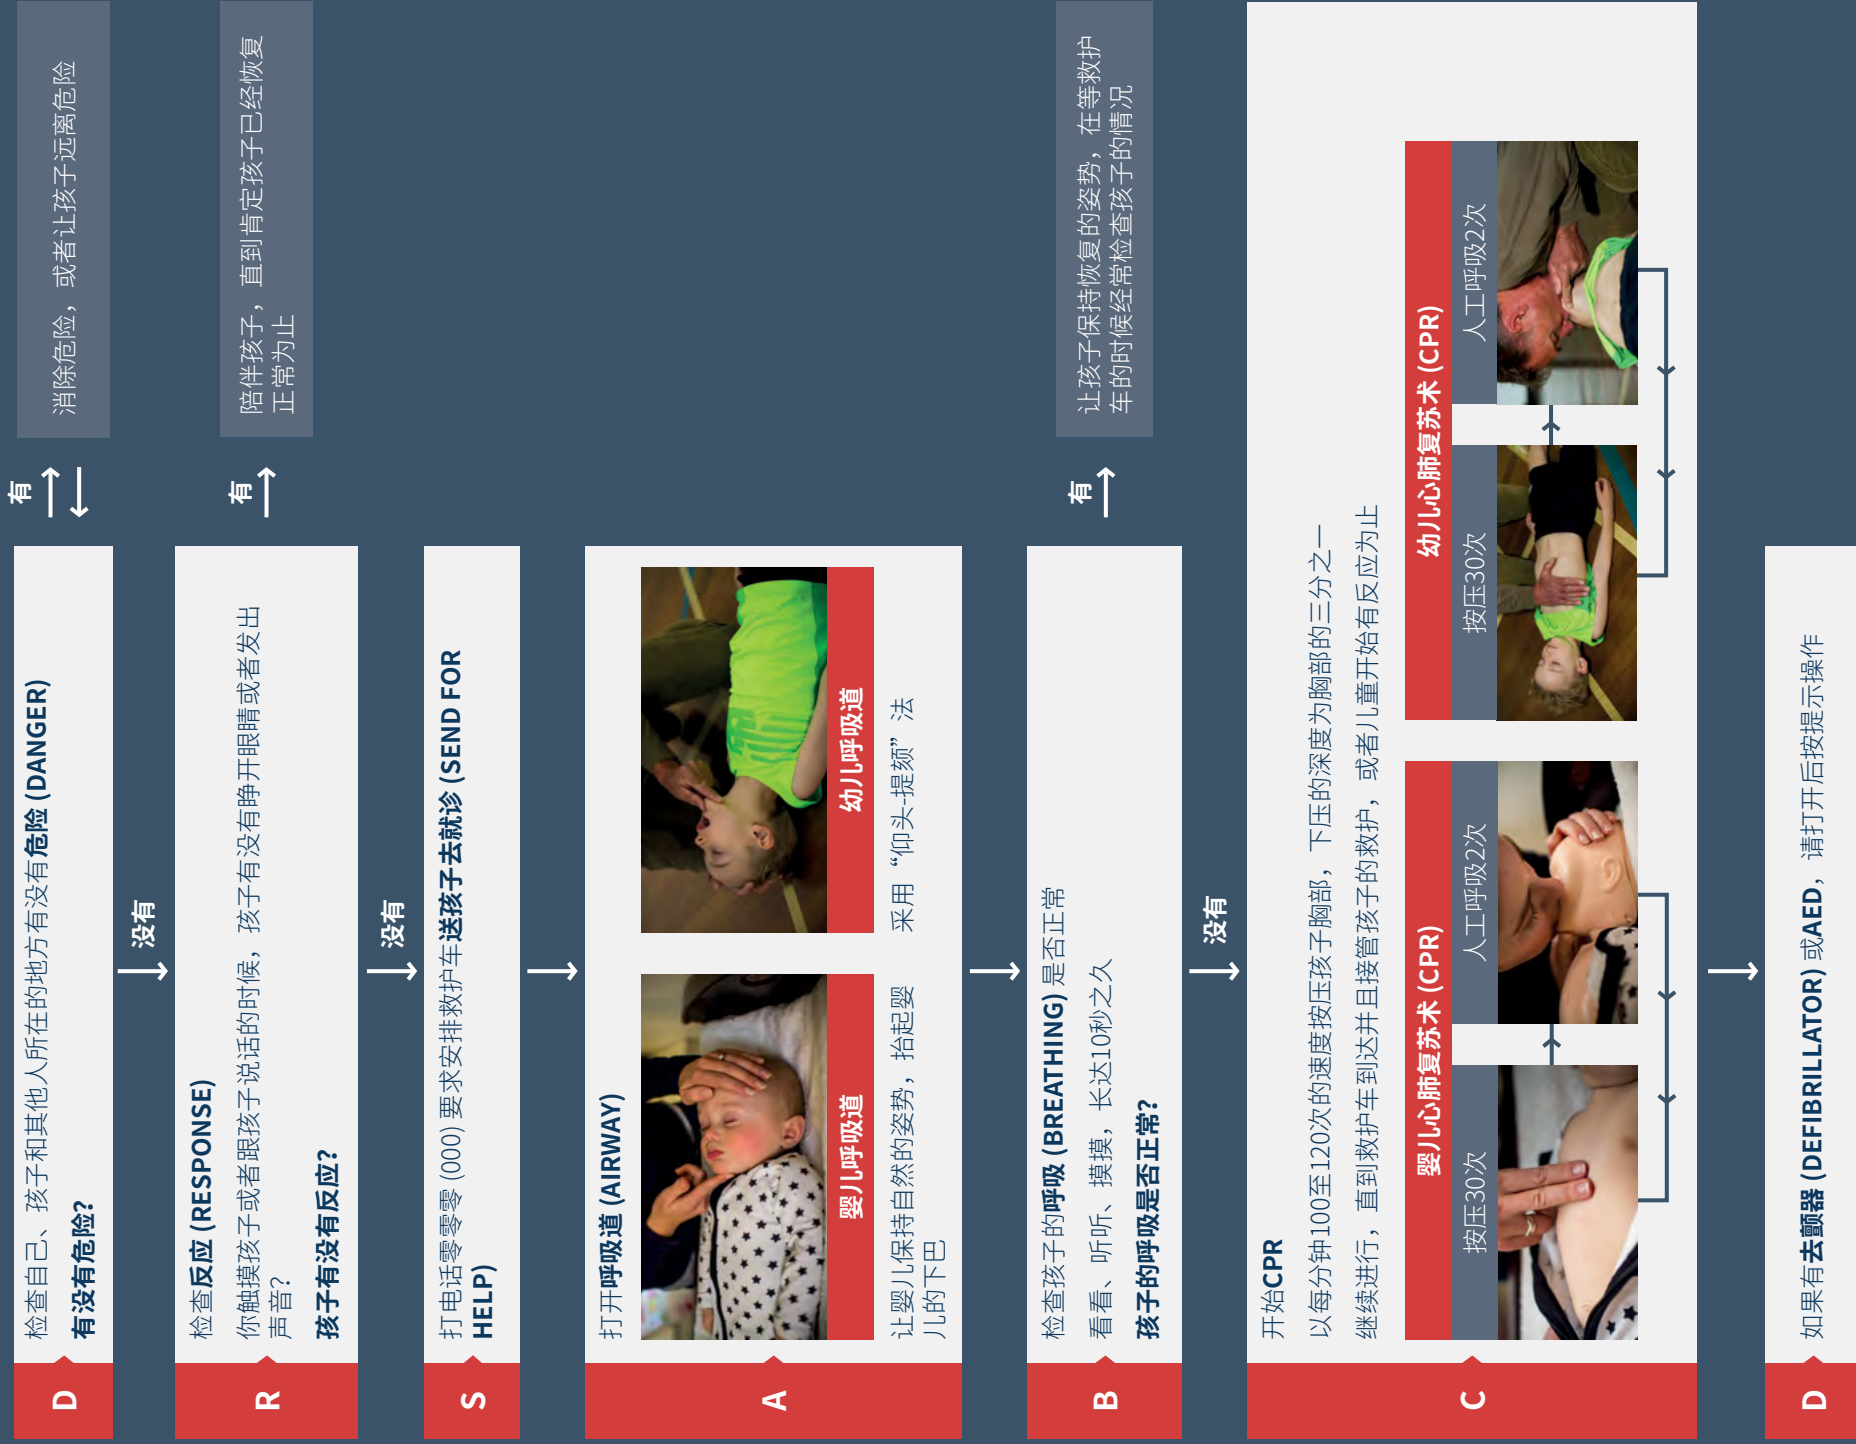 D
检查自己、孩子和其他人所在的地方有没有危险 (DANGER)
有没有危险?
有
消除危险，或者让孩子远离危险
没有
R
检查反应 (RESPONSE)
你触摸孩子或者跟孩子说话的时候，孩子有没有睁开眼睛或者发出
声音?
孩子有没有反应?
有
陪伴孩子，直到肯定孩子已经恢复
正常为止
没有
S
打电话零零零 (000) 要求安排救护车送孩子去就诊 (SEND FOR
HELP)
A
打开呼吸道 (AIRWAY)
婴儿呼吸道
让婴儿保持自然的姿势，抬起婴
儿的下巴
幼儿呼吸道
采用“仰头-提颏”法
B
检查孩子的呼吸 (BREATHING) 是否正常
看看、听听、摸摸，长达10秒之久
孩子的呼吸是否正常?
有
让孩子保持恢复的姿势，在等救护
车的时候经常检查孩子的情况
没有
C
开始CPR
以每分钟100至120次的速度按压孩子胸部，下压的深度为胸部的三分之一
继续进行，直到救护车到达并且接管孩子的救护，或者儿童开始有反应为止
婴儿心肺复苏术 (CPR)
按压30次
人工呼吸2次
幼儿心肺复苏术 (CPR)
按压30次
人工呼吸2次
D
如果有去颤器 (DEFIBRILLATOR) 或AED，请打开后按提示操作